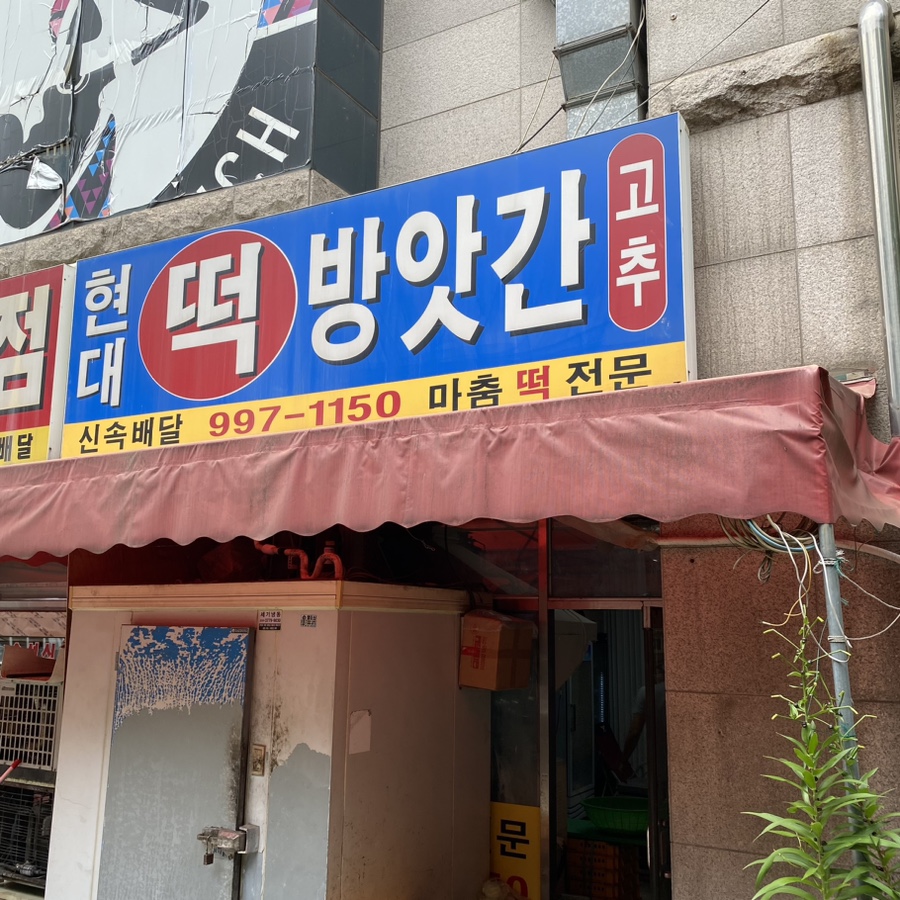 현대 떡 방앗간 고추
신속배달 997-1150 마춤 떡 전문
점
배달
문